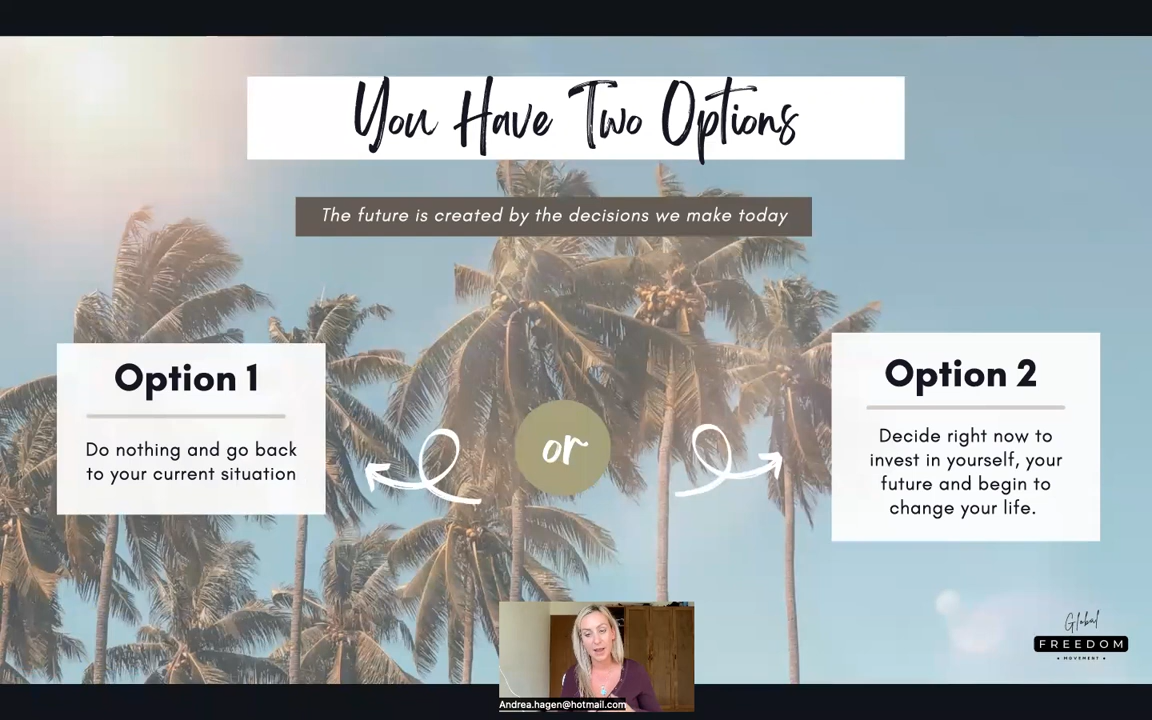 You Have Two Options
The future is created by the decisions we make today
Option 1
Do nothing and go back
to your current situation
or
Option 2
Decide right now to
invest in yourself, your
future and begin to
change your life.
Global
FREEDOM
MOVEMENT
Andrea.hagen@hotmail.com